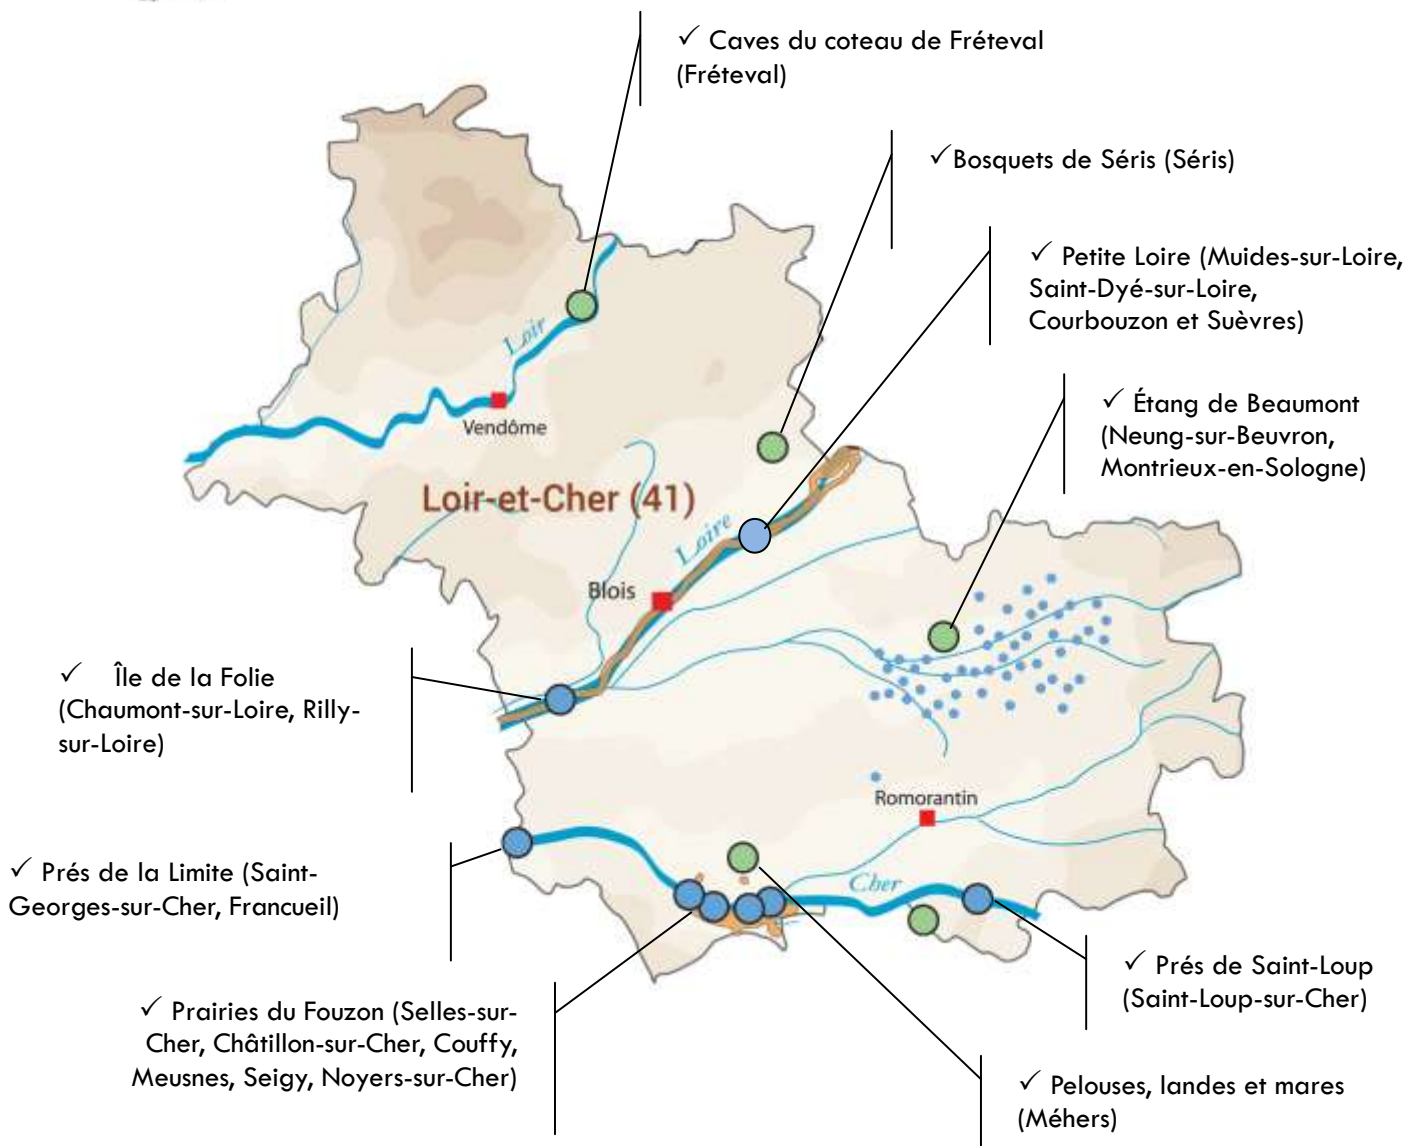 ✓ Caves du coteau de Fréteval
(Fréteval)
✓Bosquets de Séris (Séris)
✓ Petite Loire (Muides-sur-Loire,
Saint-Dyé-sur-Loire,
Courbouzon et Suèvres)
Loir
Vendôme
✓ Étang de Beaumont
(Neung-sur-Beuvron,
Montrieux-en-Sologne)
Loir-et-Cher (41)
Loire
Blois
✓ Île de la Folie
(Chaumont-sur-Loire, Rilly-
sur-Loire)
Romorantin
✓ Prés de la Limite (Saint-
Georges-sur-Cher, Francueil)
Cher
✓ Prés de Saint-Loup
(Saint-Loup-sur-Cher)
✓ Prairies du Fouzon (Selles-sur-
Cher, Châtillon-sur-Cher, Couffy,
Meusnes, Seigy, Noyers-sur-Cher)
✓ Pelouses, landes et mares
(Méhers)